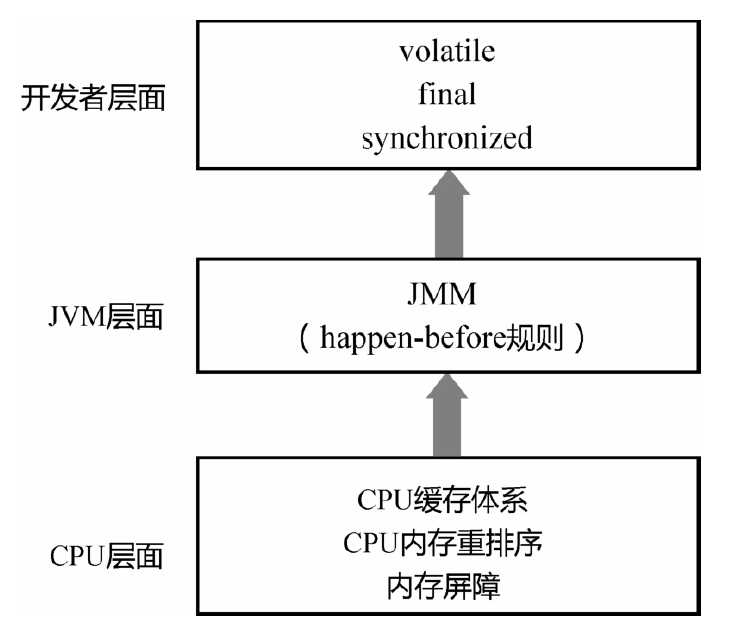 开发者层面
volatile
final
synchronized
JVM层面
JMM
（happen-before规则）
CPU层面
CPU缓存体系
CPU内存重排序
内存屏障